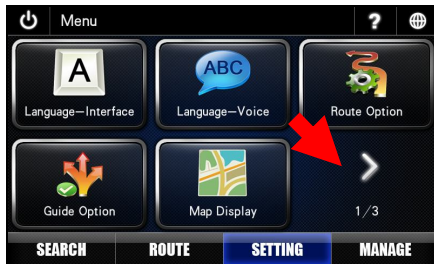 Menu
?
A
ABC
Language–Interface
Language–Voice
Route Option
Guide Option
Map Display
1/3
SEARCH
ROUTE
SETTING
MANAGE